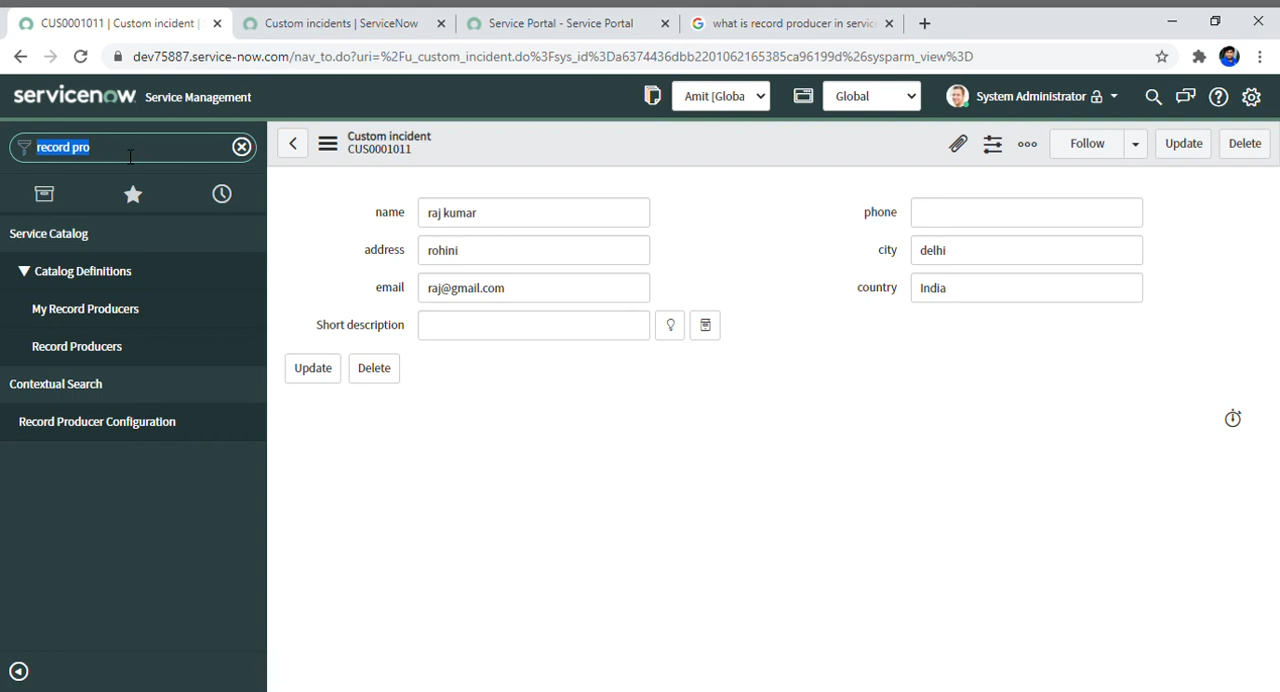 CUS0001011 | Custom incident |
Custom incidents | ServiceNow
Service Portal - Service Portal
what is record producer in servic
dev75887.service-now.com/nav_to.do?uri=%2Fu_custom_incident.do%3Fsys_id%3Da6374436dbb2201062165385ca96199d%26sysparm_view%3D
servicenow Service Management
Amit [Globa
Global
System Administrator
record pro
Custom incident
CUS0001011
Follow
Update
Delete
name raj kumar
phone
address rohini
city delhi
email raj@gmail.com
country India
Short description
Update
Delete
Service Catalog
Catalog Definitions
My Record Producers
Record Producers
Contextual Search
Record Producer Configuration